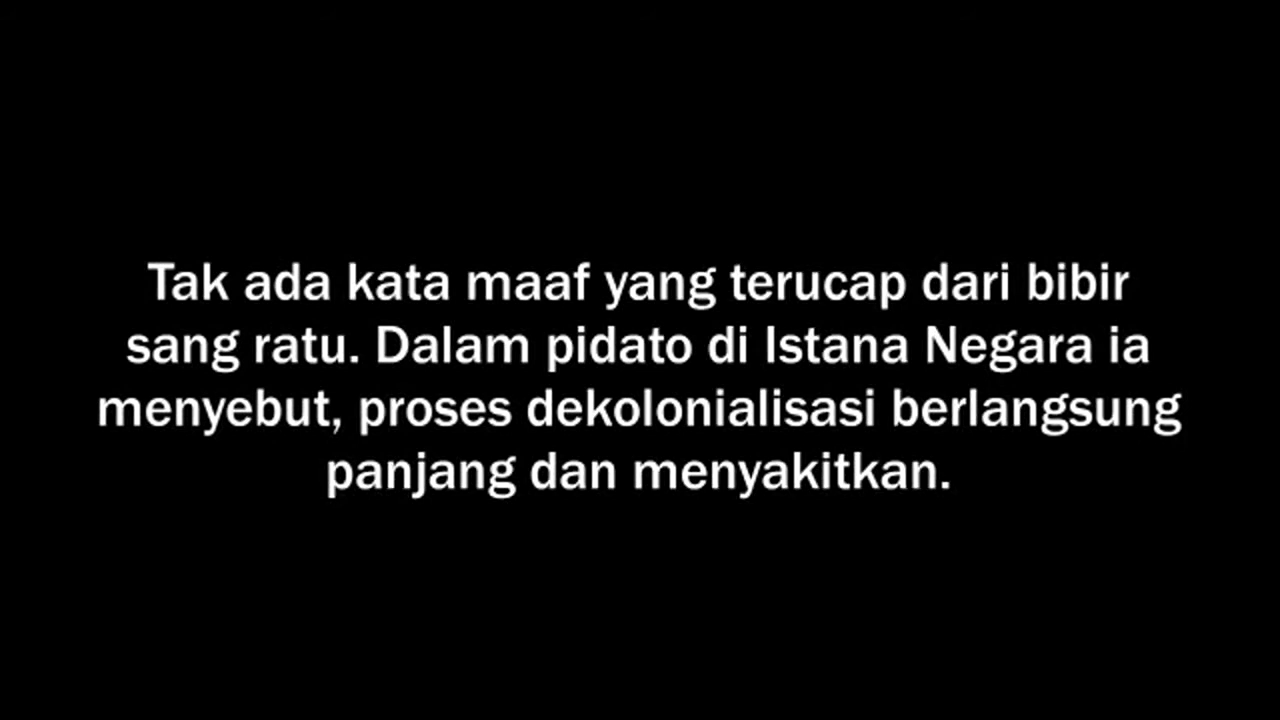 Tak ada kata maaf yang terucap dari bibir
sang ratu. Dalam pidato di Istana Negara ia
menyebut, proses dekolonialisasi berlangsung
panjang dan menyakitkan.